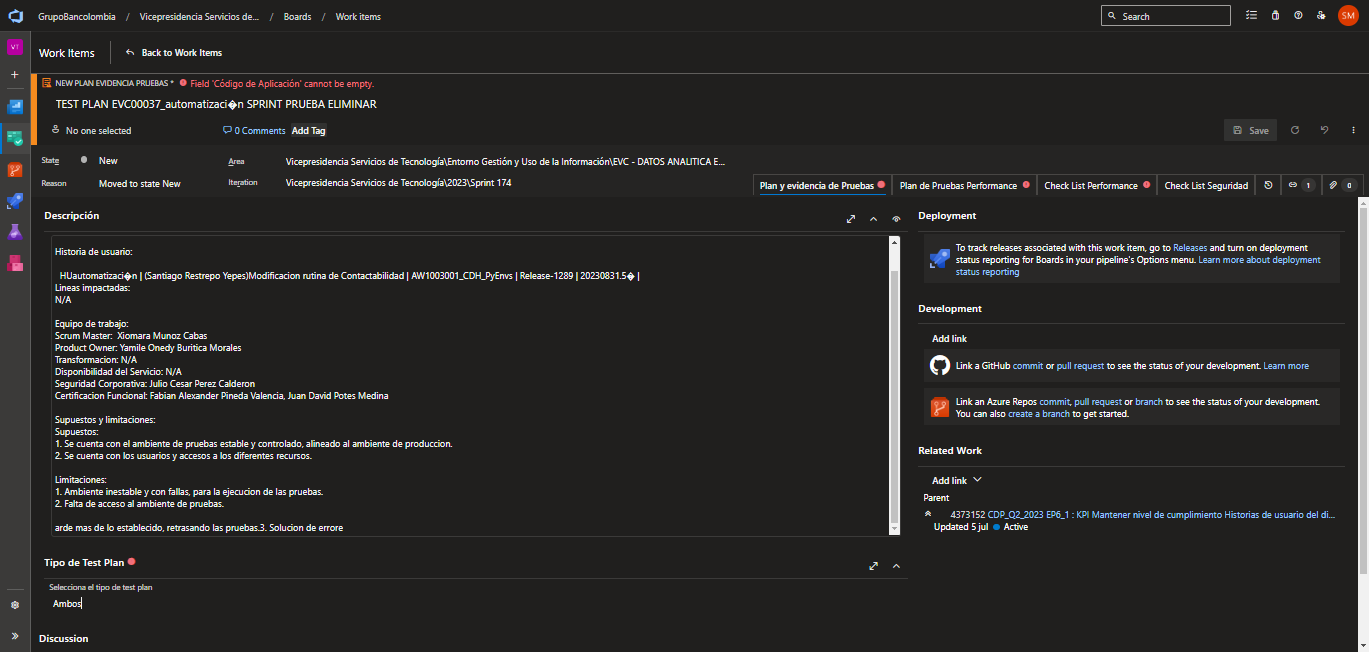 GrupoBancolombia / Vicepresidencia Servicios de... / Boards / Work items
Search
SM
VT
Work Items
Back to Work Items
NEW PLAN EVIDENCIA PRUEBAS * Field 'Código de Aplicación' cannot be empty.
TEST PLAN EVC00037_automatizaci�n SPRINT PRUEBA ELIMINAR
No one selected
0 Comments
Add Tag
Save
State
New
Area
Vicepresidencia Servicios de Tecnología\Entorno Gestión y Uso de la Información\EVC - DATOS ANALITICA E...
Reason
Moved to state New
Iteration
Vicepresidencia Servicios de Tecnología\2023\Sprint 174
Plan y evidencia de Pruebas
Plan de Pruebas Performance
Check List Performance
Check List Seguridad
1
0
Descripción
Historia de usuario:
HUautomatizaci�n | (Santiago Restrepo Yepes)Modificacion rutina de Contactabilidad | AW1003001_CDH_PyEnvs | Release-1289 | 20230831.5� |
Lineas impactadas:
N/A
Equipo de trabajo:
Scrum Master: Xiomara Munoz Cabas
Product Owner: Yamile Onedy Buritica Morales
Transformacion: N/A
Disponibilidad del Servicio: N/A
Seguridad Corporativa: Julio Cesar Perez Calderon
Certificacion Funcional: Fabian Alexander Pineda Valencia, Juan David Potes Medina
Supuestos y limitaciones:
Supuestos:
1. Se cuenta con el ambiente de pruebas estable y controlado, alineado al ambiente de produccion.
2. Se cuenta con los usuarios y accesos a los diferentes recursos.
Limitaciones:
1. Ambiente inestable y con fallas, para la ejecucion de las pruebas.
2. Falta de acceso al ambiente de pruebas.
arde mas de lo establecido, retrasando las pruebas.3. Solucion de errore
Tipo de Test Plan
Selecciona el tipo de test plan
Ambos
Discussion
Deployment
To track releases associated with this work item, go to Releases and turn on deployment
status reporting for Boards in your pipeline's Options menu. Learn more about deployment
status reporting
Development
Add link
Link a GitHub commit or pull request to see the status of your development. Learn more
Link an Azure Repos commit, pull request or branch to see the status of your development.
You can also create a branch to get started.
Related Work
Add link
Parent
4373152 CDP_Q2_2023 EP6_1 : KPI Mantener nivel de cumplimiento Historias de usuario del di...
Updated 5 jul Active